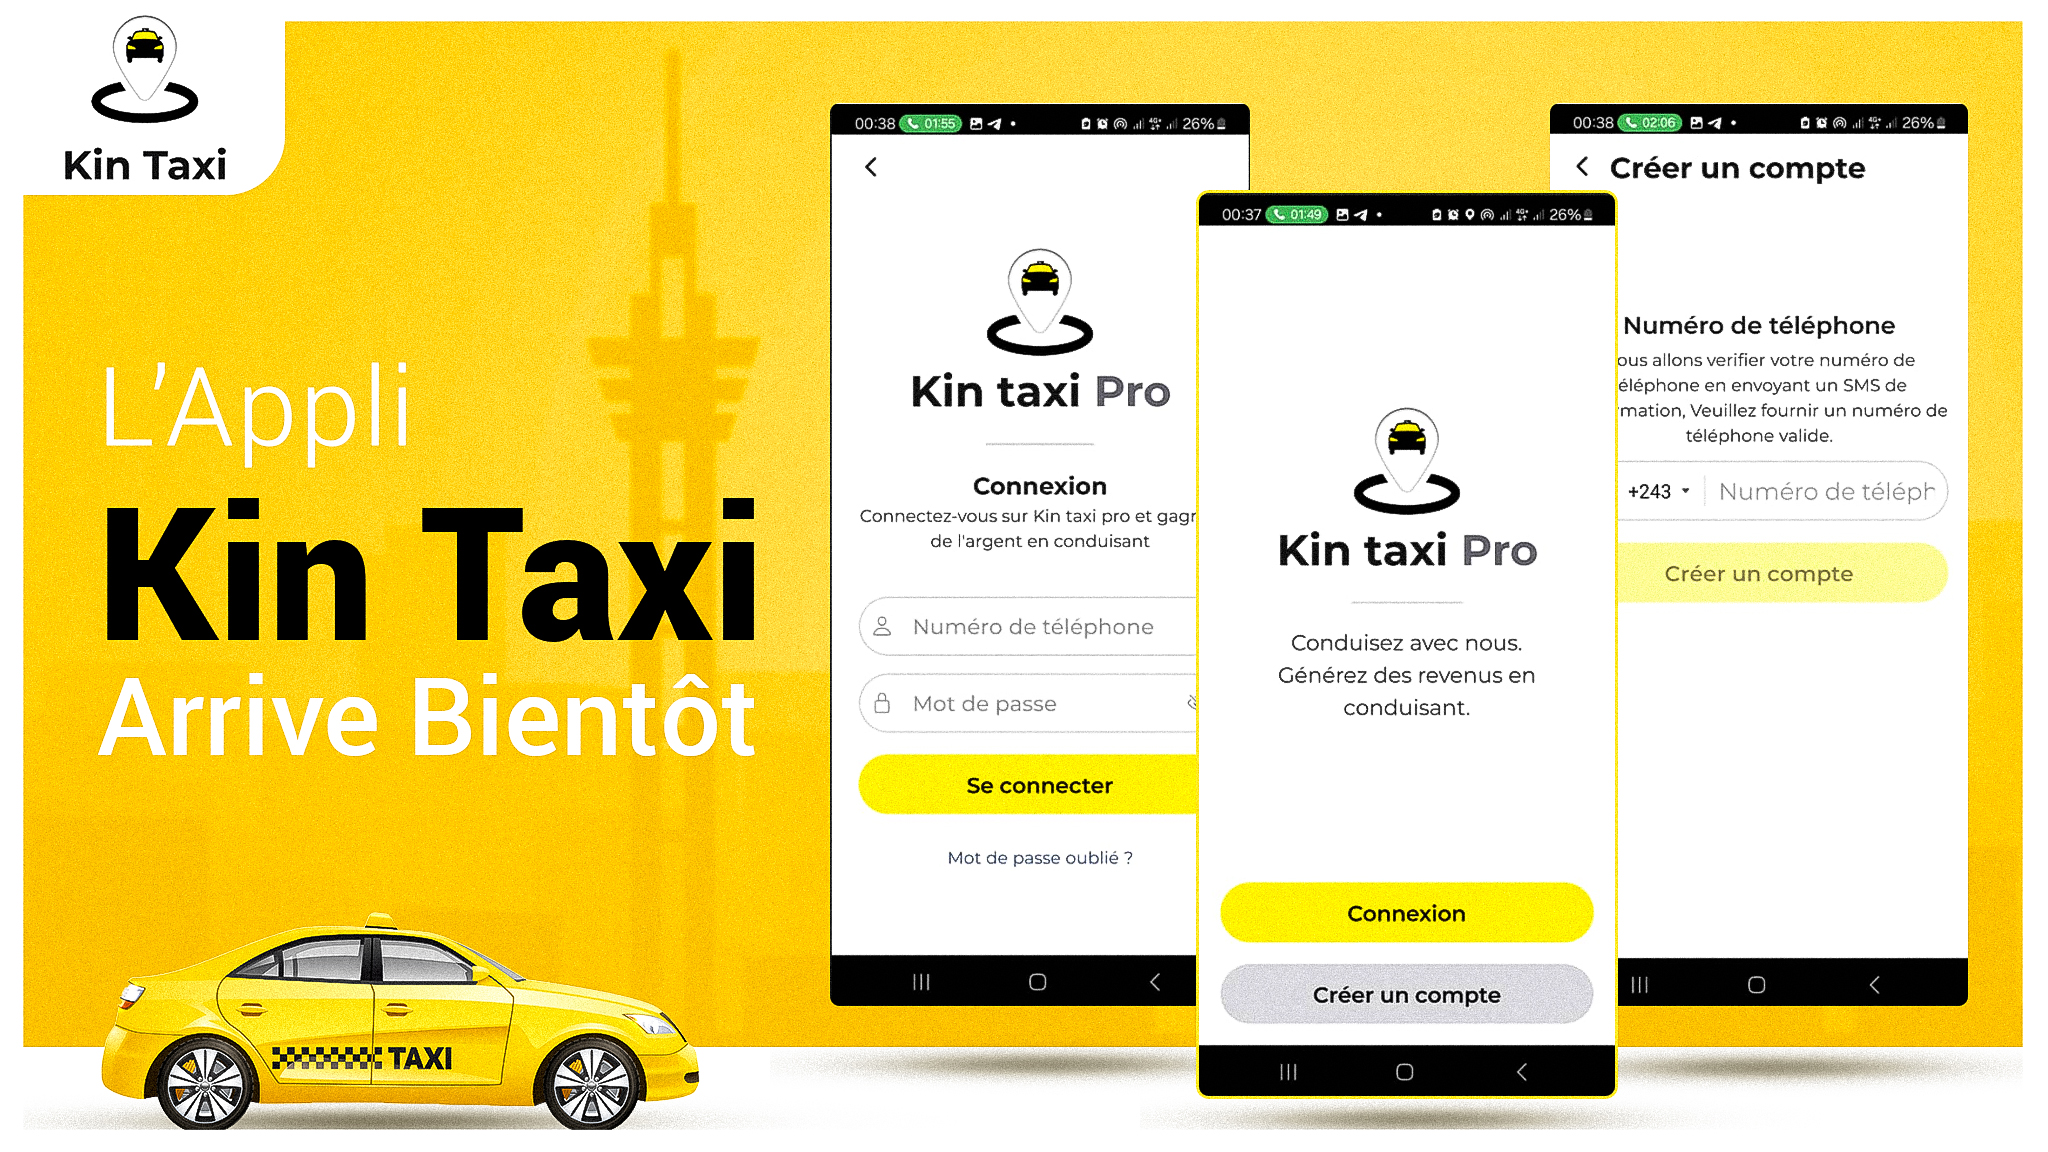 Kin Taxi
L'Appli
Kin Taxi
Arrive Bientôt
TAXI
00:38 01:55 4G+ 26%
Kin taxi Pro
Connexion
Connectez-vous sur Kin taxi pro et gagr
de l'argent en conduisant
Numéro de téléphone
Mot de passe
Se connecter
Mot de passe oublié ?
00:37 01:49 4G+ 26%
Kin taxi Pro
Conduisez avec nous.
Générez des revenus en
conduisant.
Connexion
Créer un compte
00:38 02:06 4G+ 26%
Créer un compte
Numéro de téléphone
ous allons verifier votre numéro de
éléphone en envoyant un SMS de
rmation, Veuillez fournir un numéro de
téléphone valide.
+243 Numéro de téléph
Créer un compte